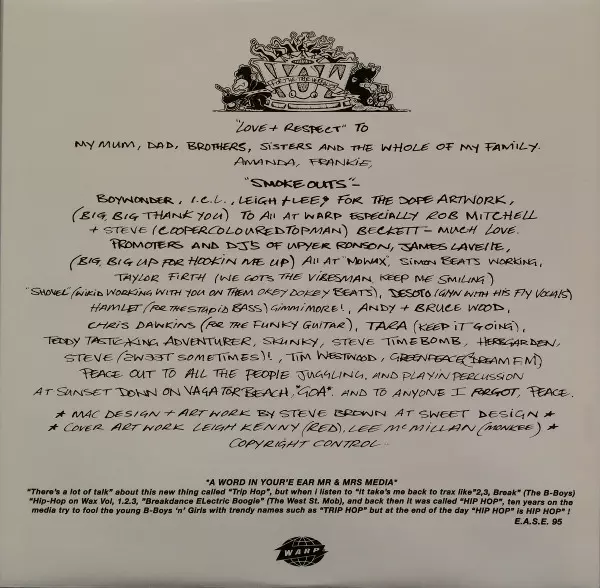 "LOVE + RESPECT" TO
MY MUM, DAD, BROTHERS, SISTERS AND THE WHOLE OF MY FAMILY.
AMANDA, FRANKIE,
"SMOKE OUTS"-
BOYWONDER, I.C.L., LEIGH + LEE, FOR THE DOPE ARTWORK,
(BIG, BIG THANK YOU) TO All AT WARP ESPECIALLY ROB MITCHELL
+ STEVE (COOPERCOLOUREDTOPMAN) BECKETT- MUCH LOVE.
PROMOTERS AND DJ'S OF UPYER RONSON, JAMES LAVELLE,
(BIG, BIG UP FOR HOOKIN ME UP) All AT "MOWAX", SIMON BEATS WORKING,
TAYLOR FIRTH (WE GOTS THE VIBESMAN, KEEP ME SMILING)
"SHOVEL" (WIKID WORKING WITH YOU ON THEM OKEY DOKEY BEATS), DESOTO (GLYN WITH HIS FLY VOCALS)
HAMLET (FOR THE STUPID BASS) GIMMI MORE!, ANDY + BRUCE WOOD,
CHRIS DAWKINS (FOR THE FUNKY GUITAR), TARA (KEEP IT GOING),
TEDDY TASTIC, KING ADVENTURER, SKUNKY, STEVE TIMEBOMB, HERBGARDEN,
STEVE (2W33T SOMETIMES)!, TIM WESTWOOD, GREENPEACE (DREAM FM)
PEACE OUT TO ALL THE PEOPLE JUGGLING, AND PLAYIN PERCUSSION
AT SUNSET DOWN ON VAGATOR BEACH, "GOA". AND TO ANYONE I FORGOT, PEACE.
* MAC DESIGN + ARTWORK BY STEVE BROWN AT SWEET DESIGN *
* COVER ARTWORK LEIGH KENNY (RED), LEE McMILLAN (MONKEE) *
COPYRIGHT CONTROL
"A WORD IN YOUR'E EAR MR & MRS MEDIA"
"There's a lot of talk" about this new thing called "Trip Hop", but when i listen to "it take's me back to trax like"2,3, Break" (The B-Boys)
"Hip-Hop on Wax Vol, 1.2.3, "Breakdance ELectric Boogie" (The West St. Mob), and back then it was called "HIP HOP", ten years on the
media try to fool the young B-Boys 'n' Girls with trendy names such as "TRIP HOP" but at the end of the day "HIP HOP" is HIP HOP" !
E.A.S.E. 95
WARP